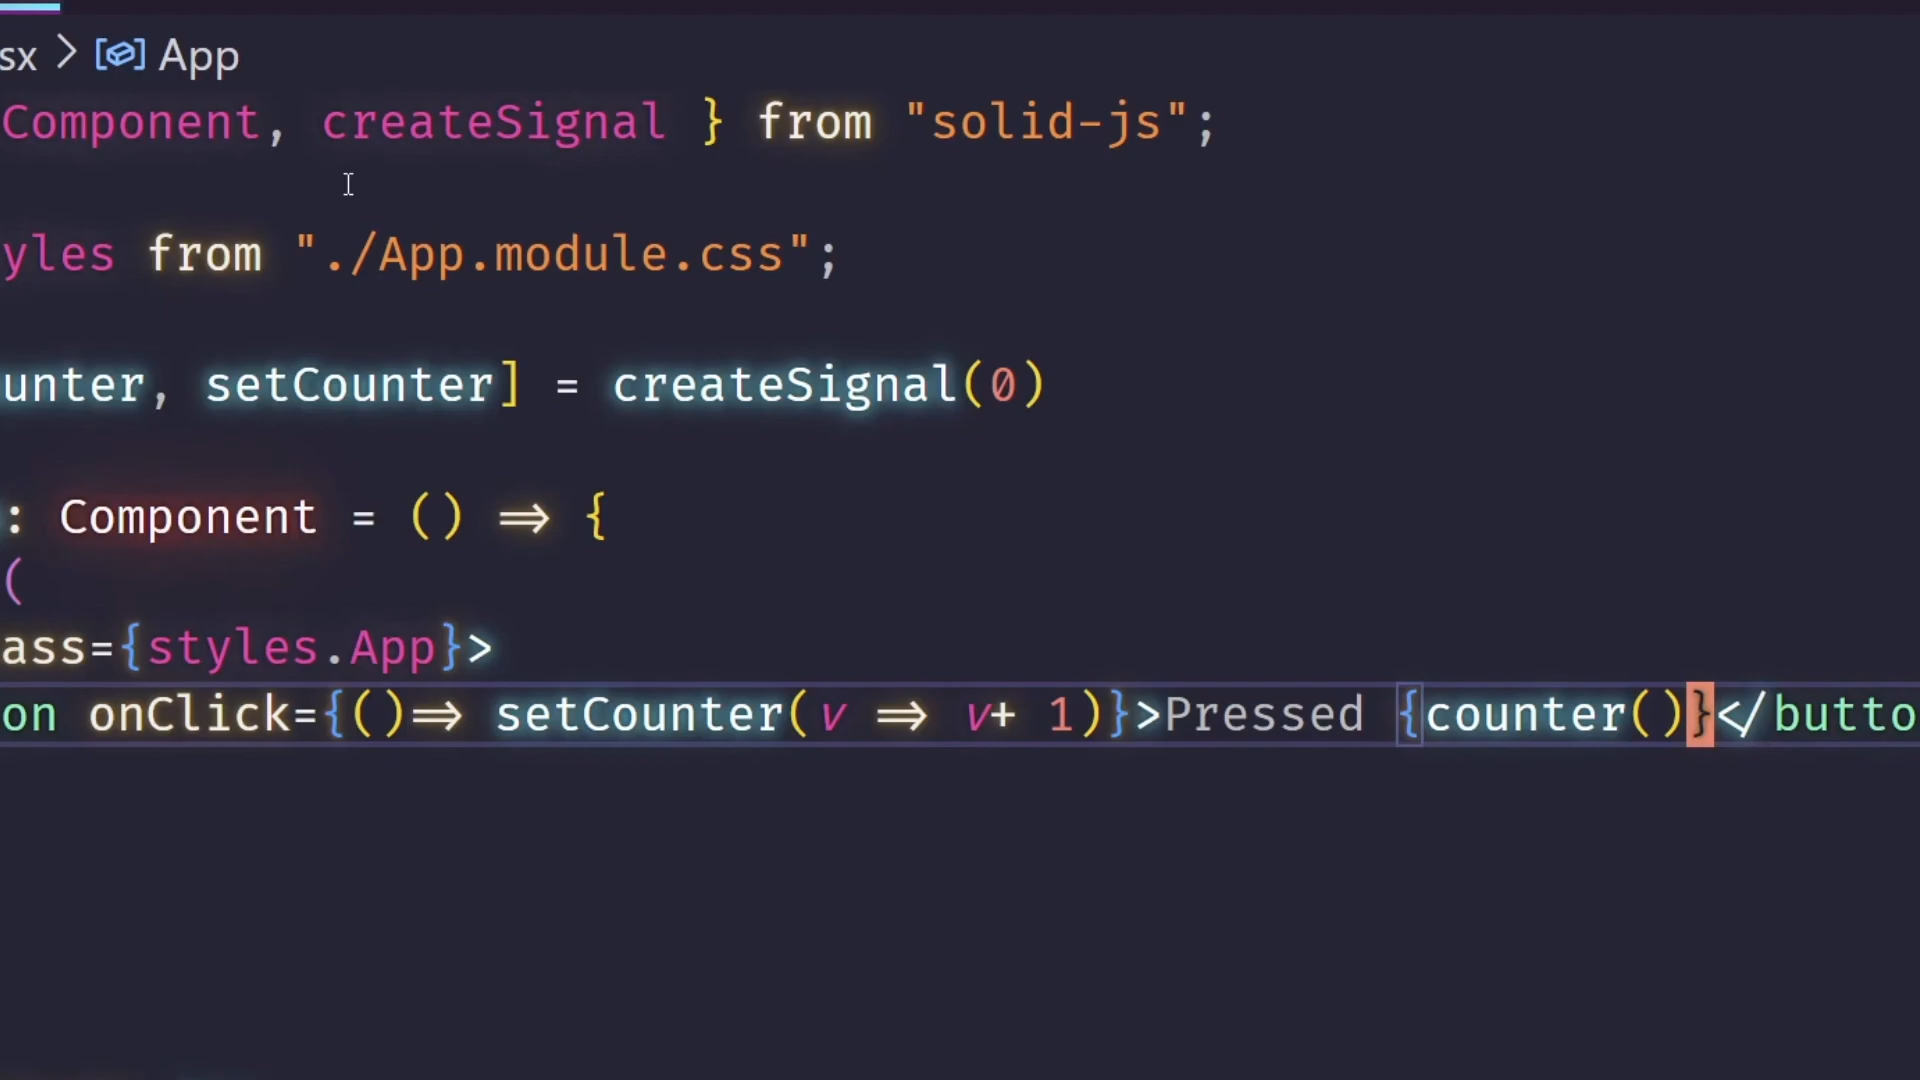 sx > App
Component, createSignal } from "solid-js";
yles from "./App.module.css";
unter, setCounter] = createSignal(0)
: Component = () => {
(
ass={styles.App}>
on onClick={()=> setCounter(v => v+ 1)}>Pressed {counter()}</butto